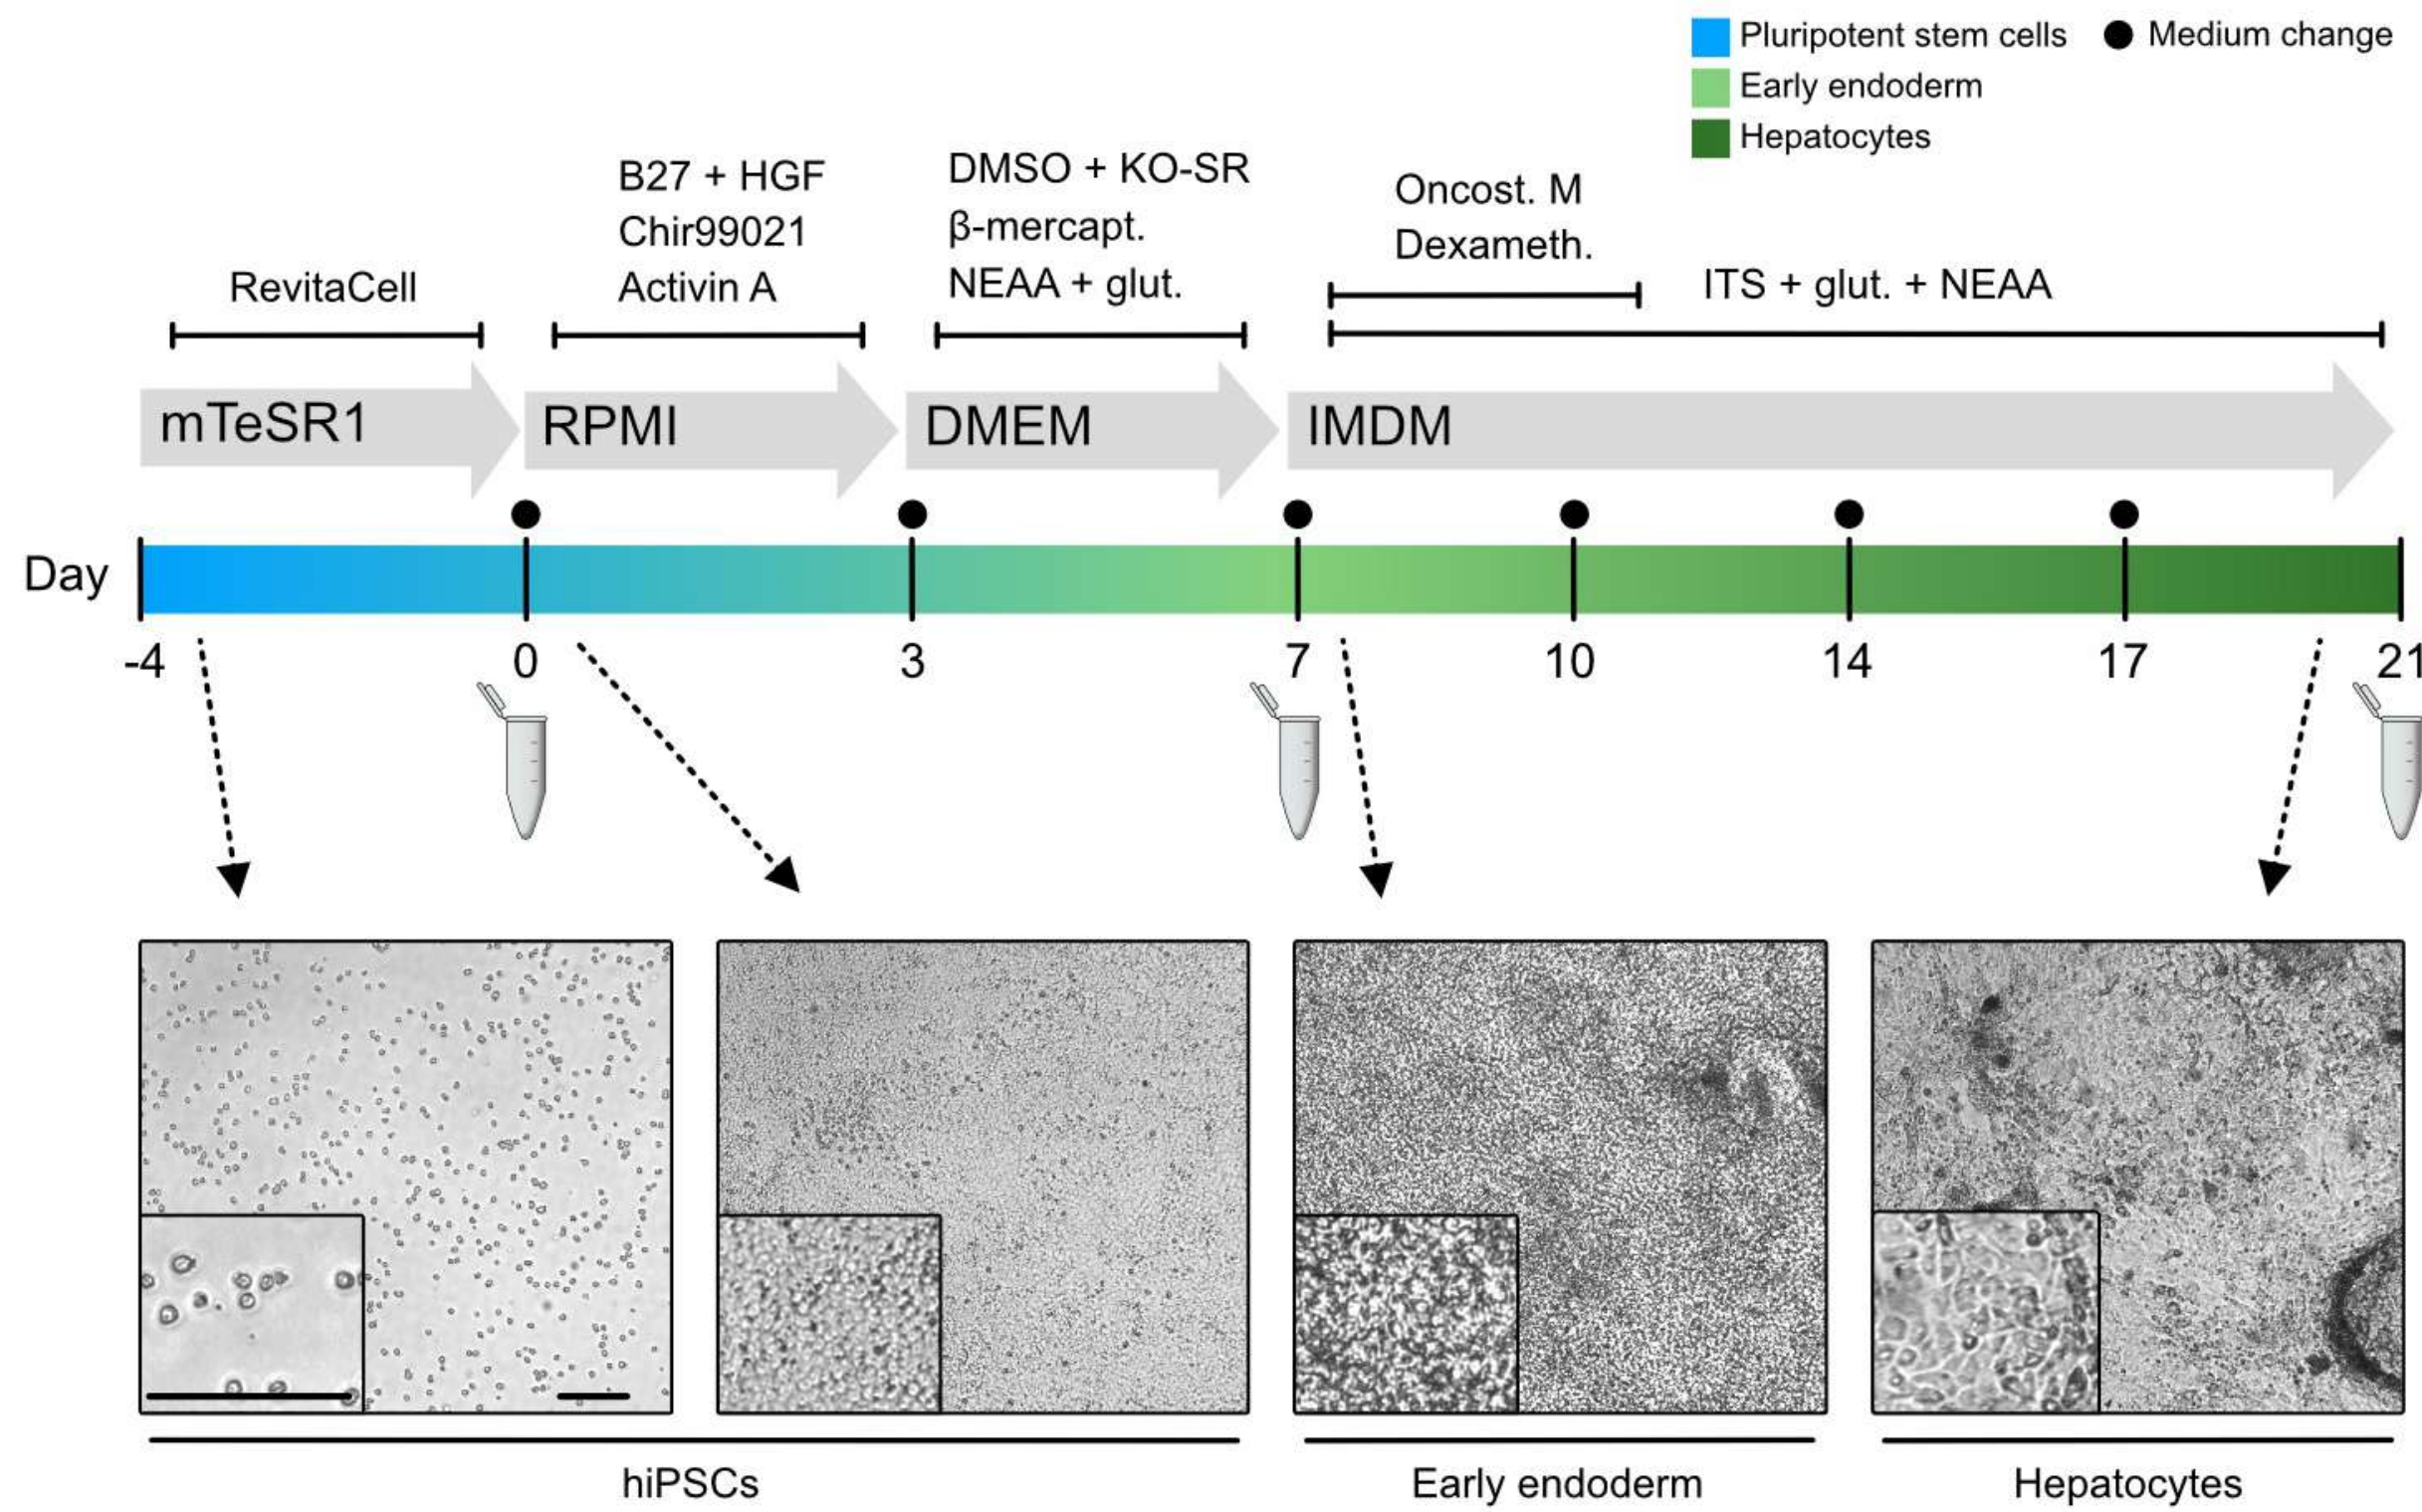 Pluripotent stem cells
Medium change
Early endoderm
Hepatocytes
B27 + HGF
Chir99021
Activin A
DMSO + KO-SR
β-mercapt.
NEAA + glut.
Oncost. M
Dexameth.
RevitaCell
ITS + glut. + NEAA
mTeSR1
RPMI
DMEM
IMDM
Day
-4
0
3
7
10
14
17
21
hiPSCs
Early endoderm
Hepatocytes